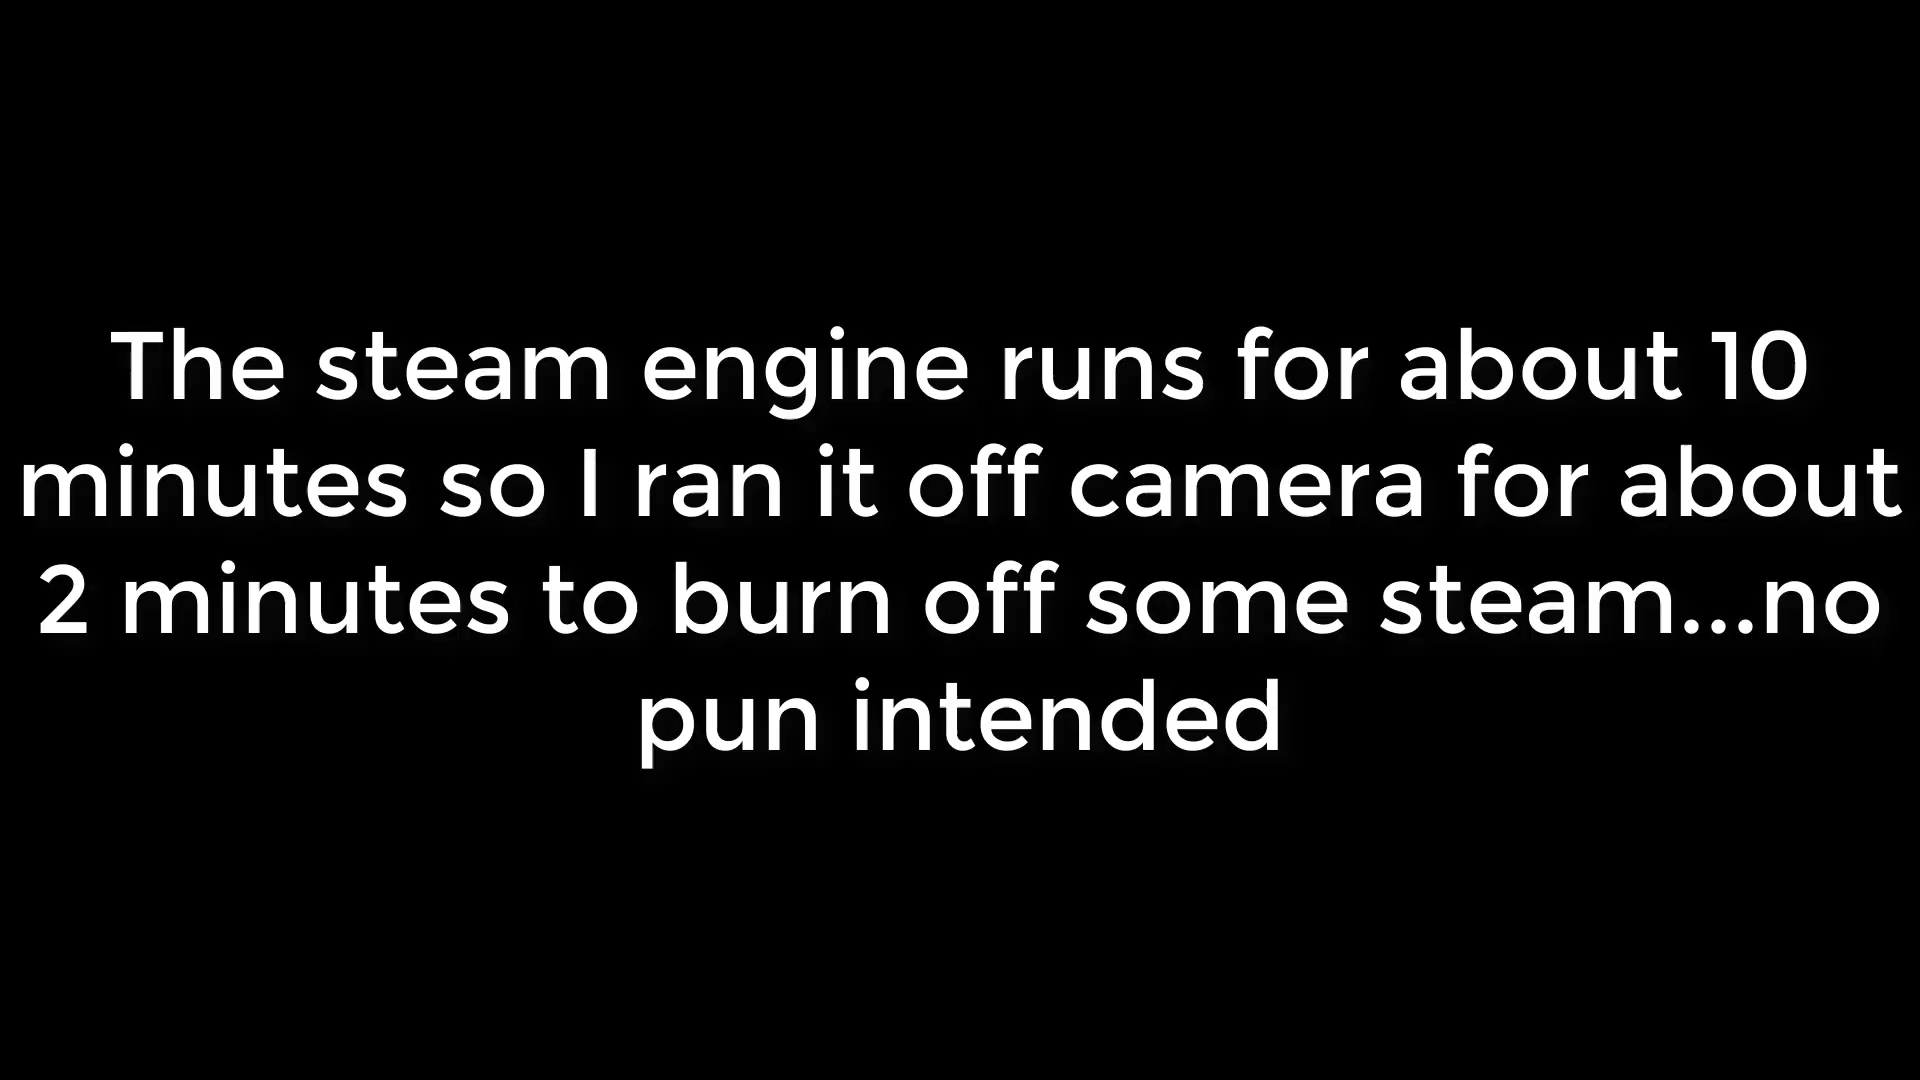 The steam engine runs for about 10
minutes so I ran it off camera for about
2 minutes to burn off some steam...no
pun intended